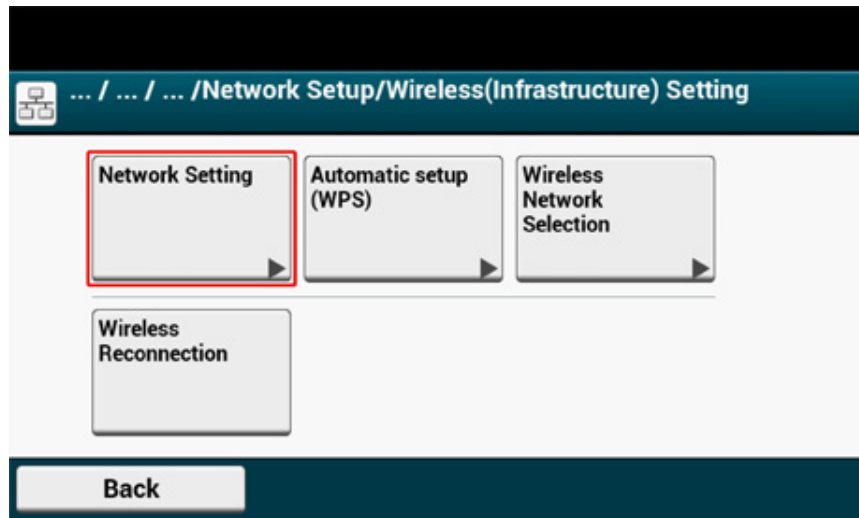 ... / ... / ... /Network Setup/Wireless(Infrastructure) Setting
Network Setting
Automatic setup
(WPS)
Wireless
Network
Selection
Wireless
Reconnection
Back